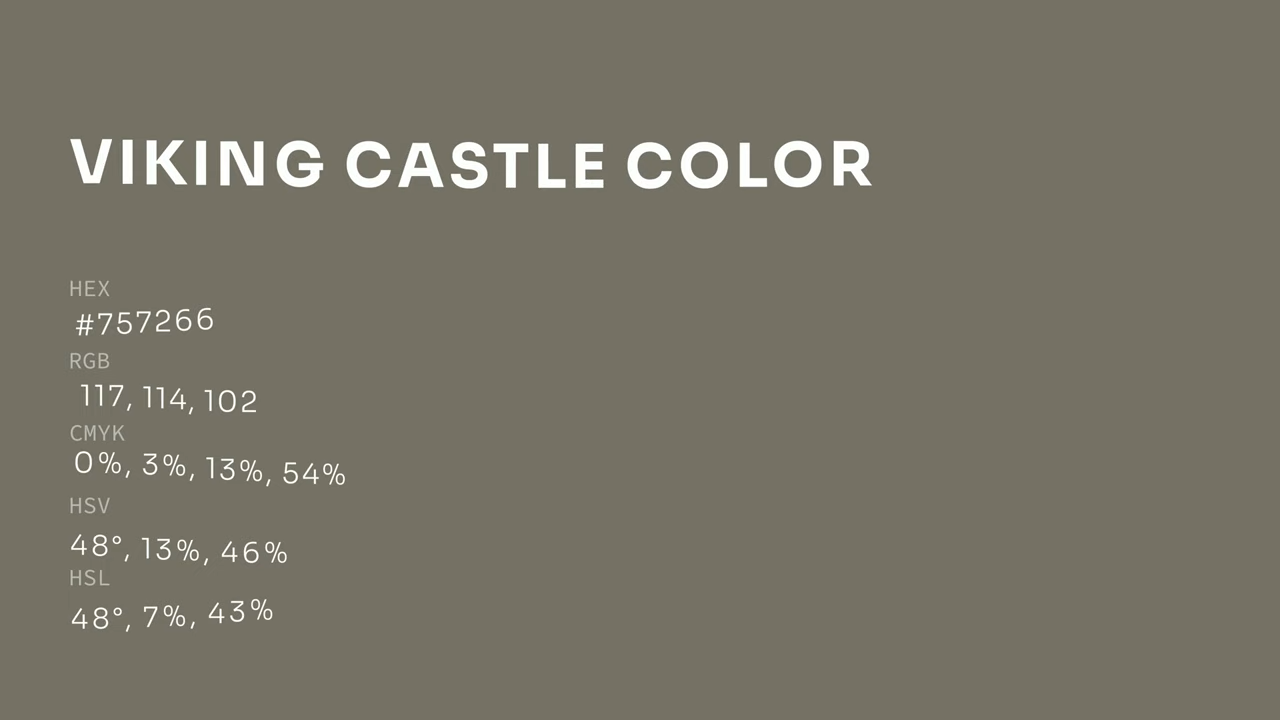 VIKING CASTLE COLOR
HEX
#757266
RGB
117, 114, 102
CMYK
0%, 3%, 13%, 54%
HSV
48°, 13%, 46%
HSL
48°, 7%, 43%